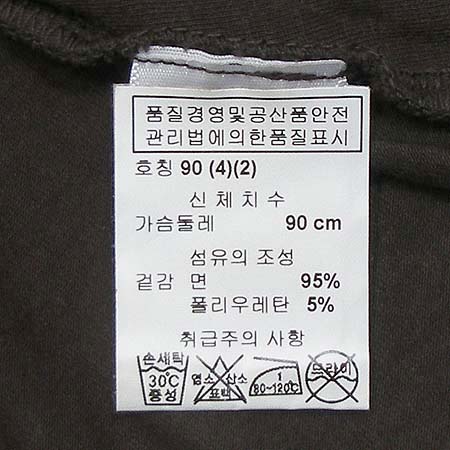 품질경영및공산품안전
관리법에의한품질표시
호칭 90 (4)(2)
신체치수
가슴둘레 90 cm
섬유의 조성
겉감 면 95%
폴리우레탄 5%
취급주의 사항
손세탁
30℃
중성
염소 산소
표백
1
80~120℃
드라이